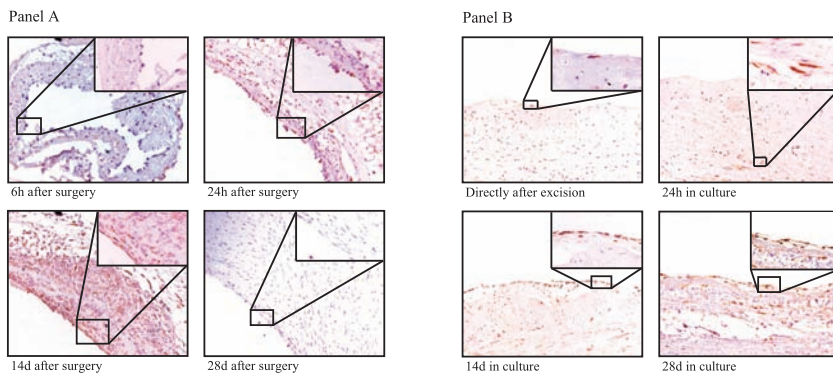 Panel A
6h after surgery
24h after surgery
14d after surgery
28d after surgery
Panel B
Directly after excision
24h in culture
14d in culture
28d in culture